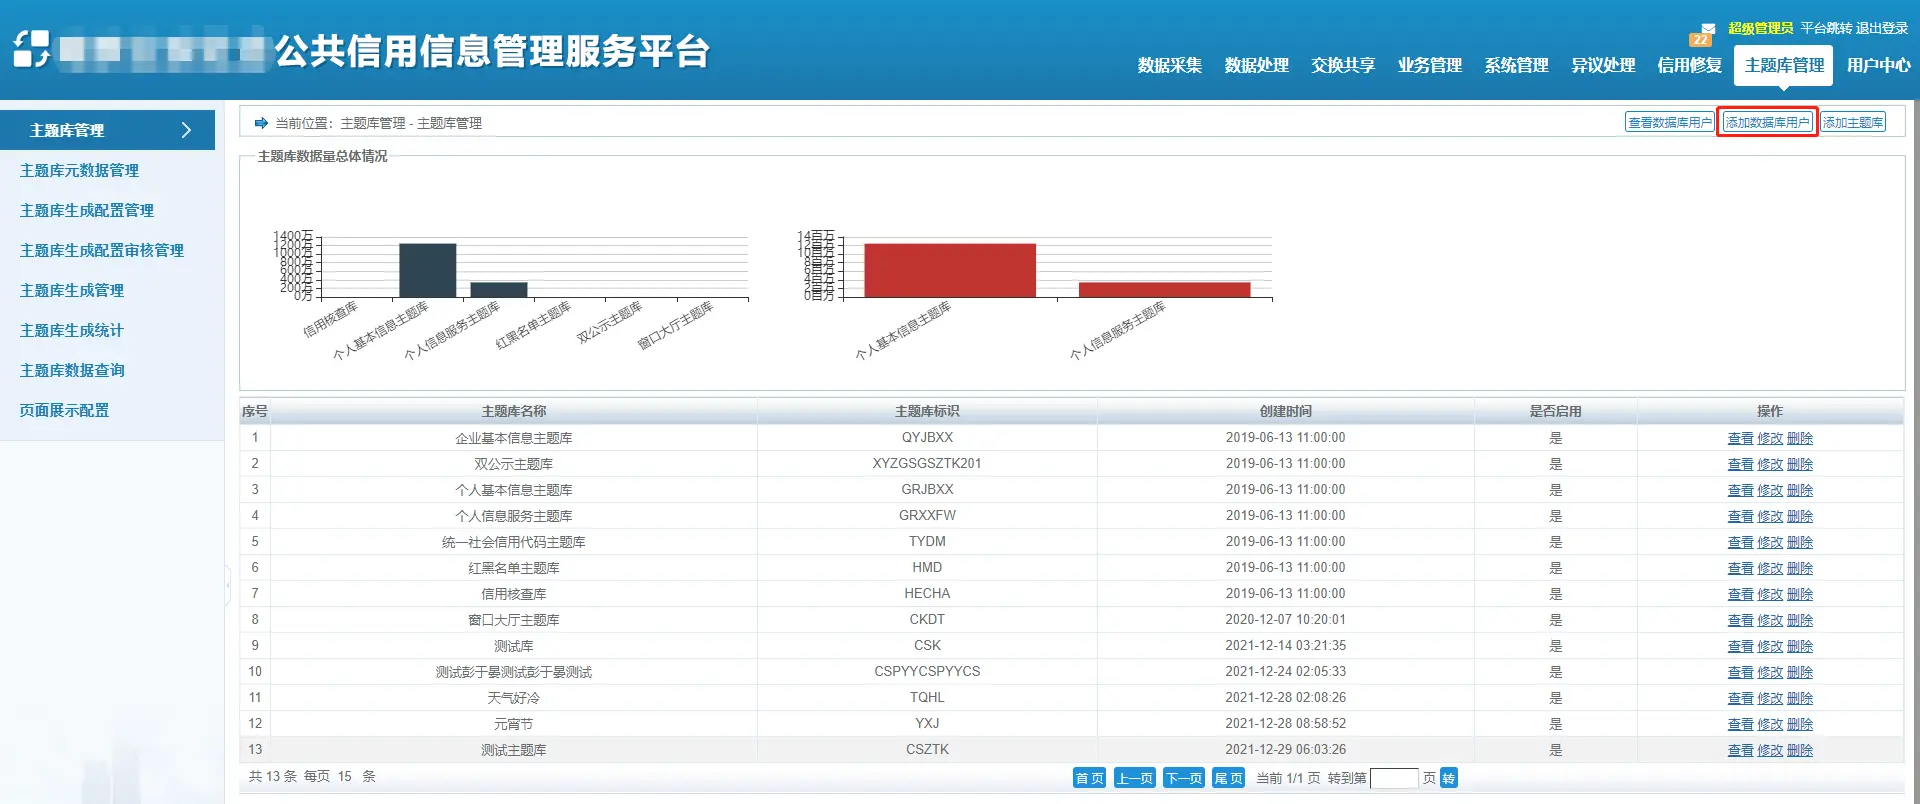 公共信用信息管理服务平台
22
超级管理员 平台跳转 退出登录
数据采集 数据处理 交换共享 业务管理 系统管理 异议处理 信用修复 主题库管理 用户中心
主题库管理
主题库元数据管理
主题库生成配置管理
主题库生成配置审核管理
主题库生成管理
主题库生成统计
主题库数据查询
页面展示配置
当前位置：主题库管理 - 主题库管理
查看数据库用户 添加数据库用户 添加主题库
主题库数据量总体情况
1400万
1200万
1000万
800万
600万
400万
200万
0万
信用核查库 个人基本信息主题库 个人信息服务主题库 红黑名单主题库 双公示主题库 窗口大厅主题库
14百万
12百万
10百万
8百万
6百万
4百万
2百万
0百万
个人基本信息主题库 个人信息服务主题库
序号 主题库名称 主题库标识 创建时间 是否启用 操作
1 企业基本信息主题库 QYJBXX 2019-06-13 11:00:00 是 查看 修改 删除
2 双公示主题库 XYZGSGSZTK201 2019-06-13 11:00:00 是 查看 修改 删除
3 个人基本信息主题库 GRJBXX 2019-06-13 11:00:00 是 查看 修改 删除
4 个人信息服务主题库 GRXXFW 2019-06-13 11:00:00 是 查看 修改 删除
5 统一社会信用代码主题库 TYDM 2019-06-13 11:00:00 是 查看 修改 删除
6 红黑名单主题库 HMD 2019-06-13 11:00:00 是 查看 修改 删除
7 信用核查库 HECHA 2019-06-13 11:00:00 是 查看 修改 删除
8 窗口大厅主题库 CKDT 2020-12-07 10:20:01 是 查看 修改 删除
9 测试库 CSK 2021-12-14 03:21:35 是 查看 修改 删除
10 测试彭于晏测试彭于晏测试 CSPYYCSPYYCS 2021-12-24 02:05:33 是 查看 修改 删除
11 天气好冷 TQHL 2021-12-28 02:08:26 是 查看 修改 删除
12 元宵节 YXJ 2021-12-28 08:58:52 是 查看 修改 删除
13 测试主题库 CSZTK 2021-12-29 06:03:26 是 查看 修改 删除
共 13 条 每页 15 条 首页 上一页 下一页 尾页 当前 1/1 页 转到第 页 转